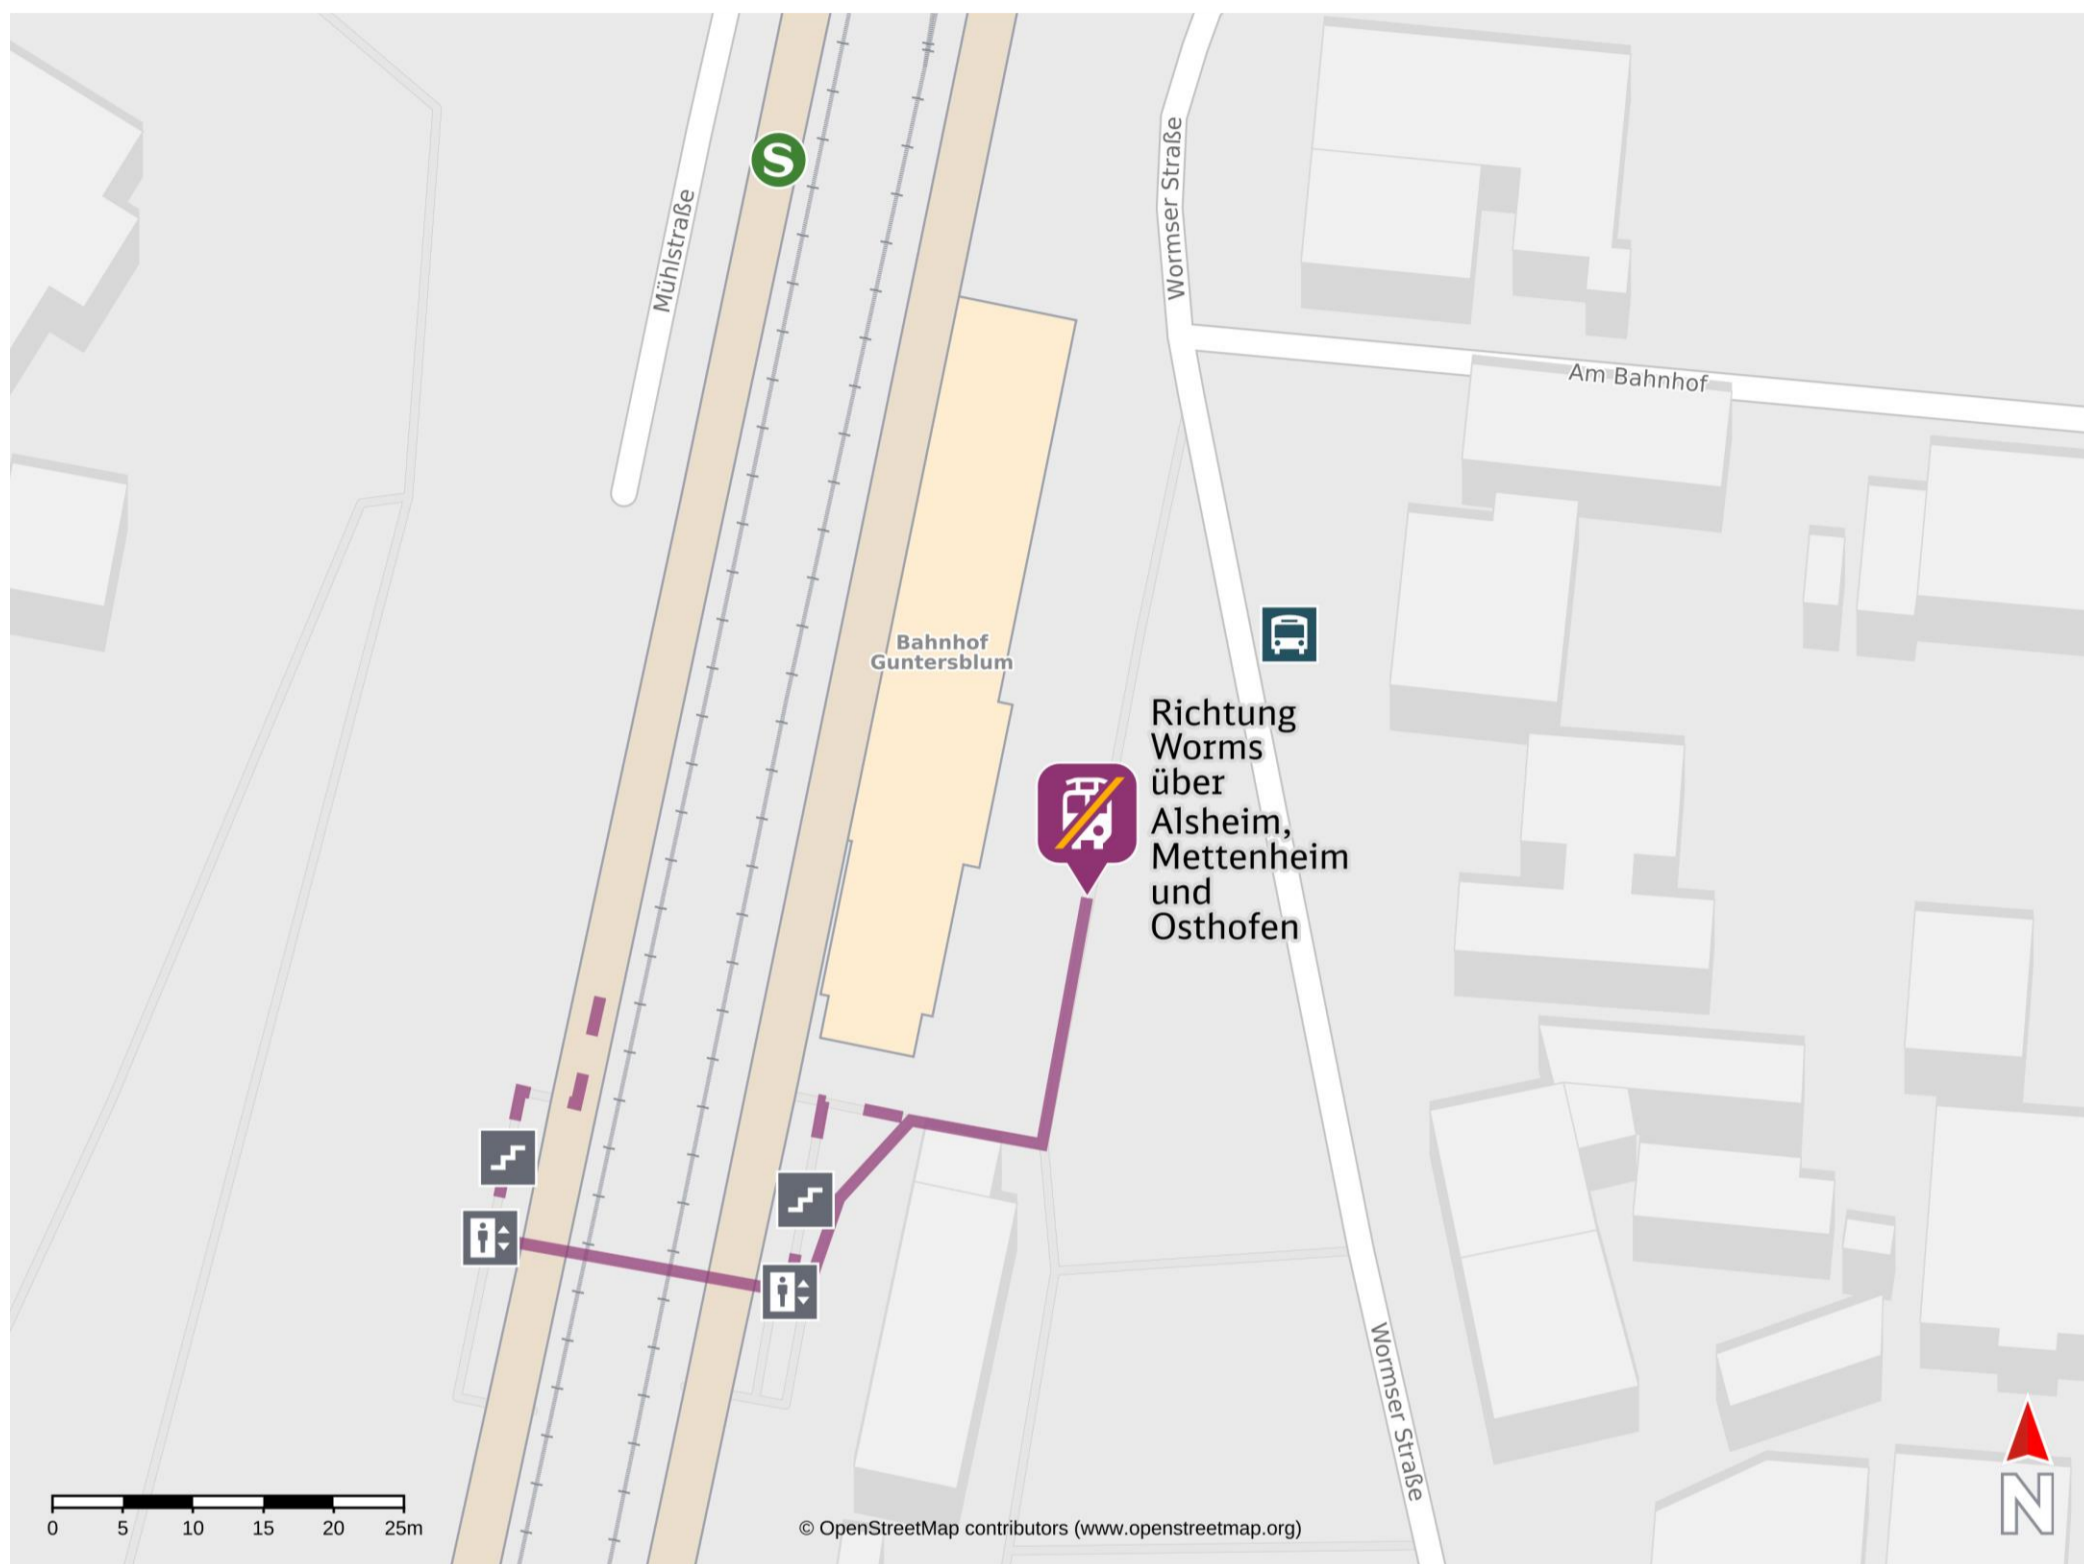 S
Mühlstraße
Wormser Straße
Am Bahnhof
Bahnhof
Guntersblum
Richtung
Worms
über
Alsheim,
Mettenheim
und
Osthofen
Wormser Straße
N
0 5 10 15 20 25m
© OpenStreetMap contributors (www.openstreetmap.org)